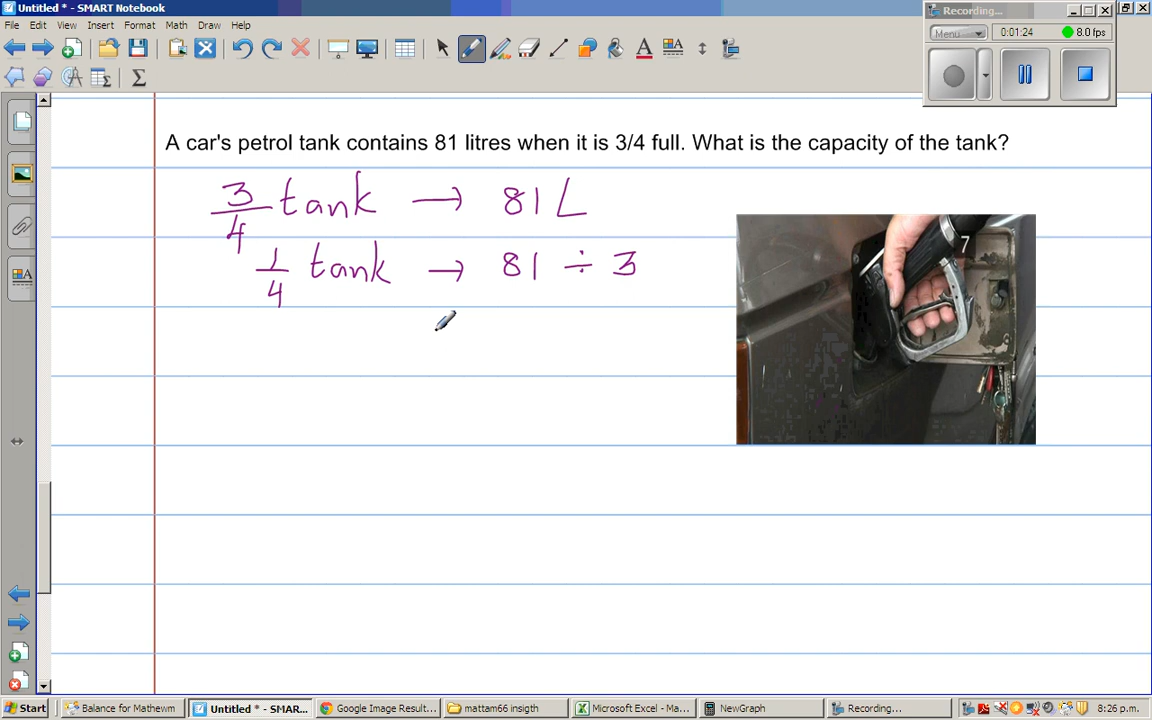 Untitled * - SMART Notebook
File Edit View Insert Format Math Draw Help
Recording...
Menu 0:01:24 8.0 fps
A car's petrol tank contains 81 litres when it is 3/4 full. What is the capacity of the tank?
3/4 tank → 81 L
1/4 tank → 81 ÷ 3
7
Start Balance for Mathewm Untitled * - SMAR... Google Image Result... mattam66 insigth Microsoft Excel - Ma... NewGraph Recording... 8:26 p.m.